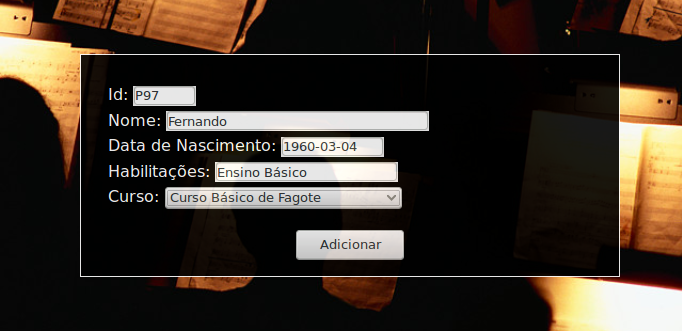 Id: P97
Nome: Fernando
Data de Nascimento: 1960-03-04
Habilitações: Ensino Básico
Curso: Curso Básico de Fagote
Adicionar